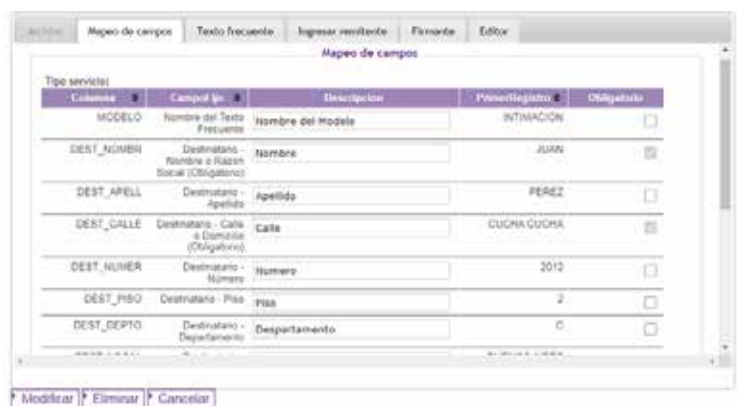 Archivo Mapeo de campos Texto frecuente Ingresar remitente Firmante Editor
Mapeo de campos
Tipo servicio:
Columna Campo Descripcion PrimerRegistro Obligatorio
MODELO Nombre del Texto Frecuente Nombre del Modelo INTIMACION
DEST_NOMBR Destinatario - Nombre o Razon Social (Obligatorio) Nombre JUAN
DEST_APELL Destinatario - Apellido Apellido PEREZ
DEST_CALLE Destinatario - Calle o Domicilio (Obligatorio) Calle CUCHA CUCHA
DEST_NUMER Destinatario - Número Numero 2012
DEST_PISO Destinatario - Piso Piso 2
DEST_DEPTO Destinatario - Departamento Despartamento C
Modificar Eliminar Cancelar